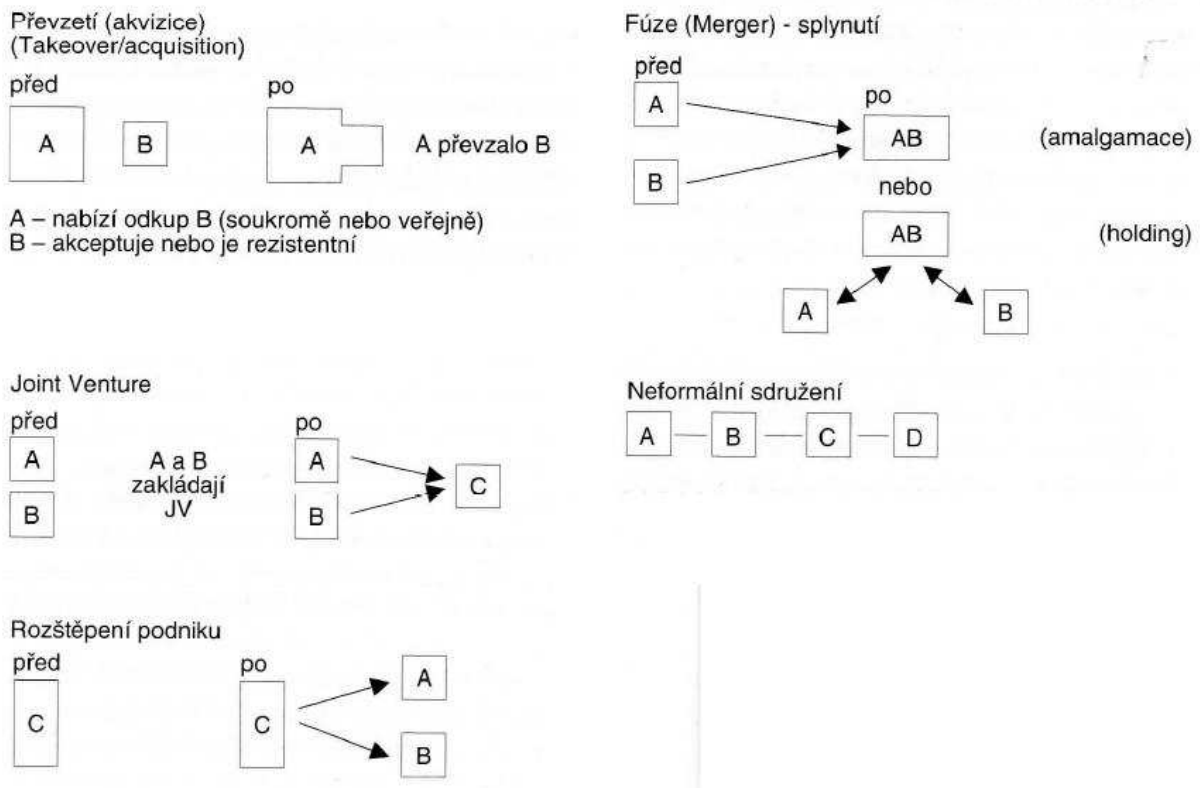 Převzetí (akvizice)
(Takeover/acquisition)
před
po
A
B
A
A převzalo B
A – nabízí odkup B (soukromě nebo veřejně)
B – akceptuje nebo je rezistentní
Fúze (Merger) - splynutí
před
A
po
AB
(amalgamace)
B
nebo
AB
(holding)
A
B
Joint Venture
před
po
A
A a B
zakládají
JV
A
C
B
B
Neformální sdružení
A
B
C
D
Rozštěpení podniku
před
po
C
C
A
B